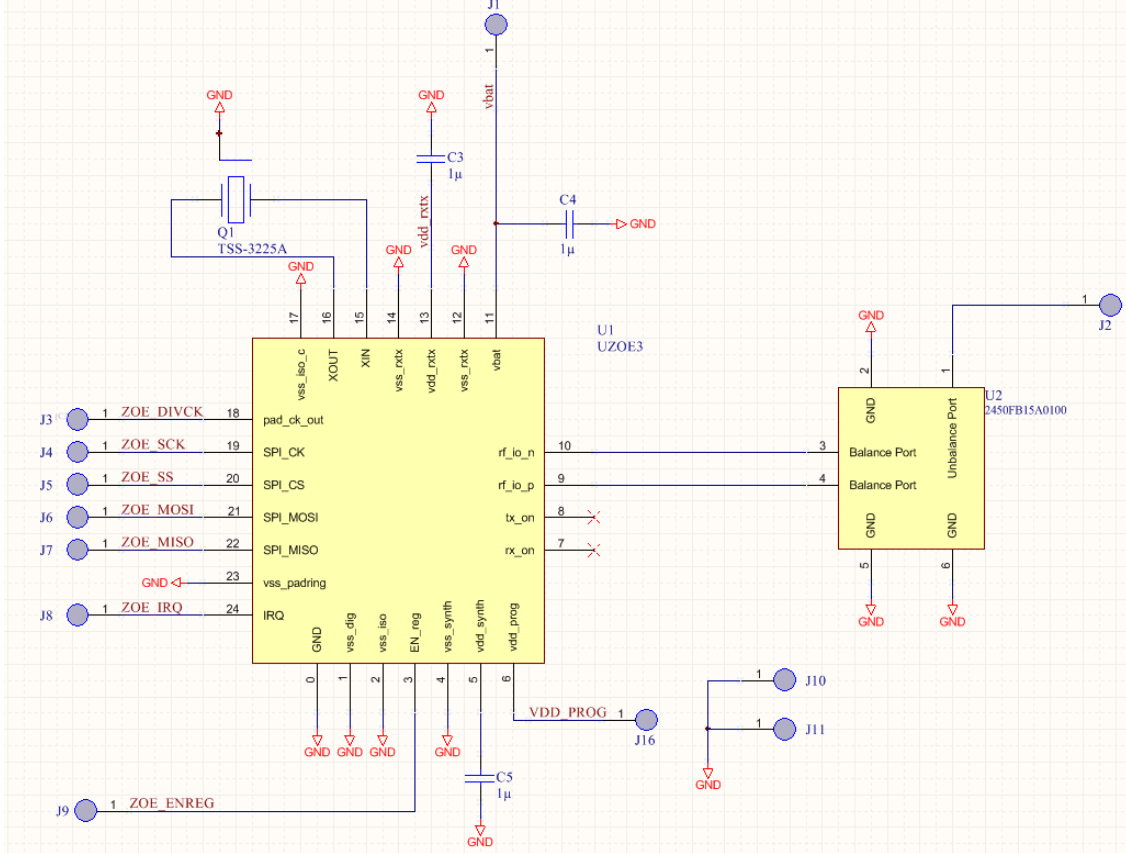 J1
1
vbat
GND
GND
C3
1µ
vdd_rxtx
C4
1µ
GND
Q1
TSS-3225A
GND
GND
GND
17
16
15
14
13
12
11
vss_iso_c
XOUT
XIN
vss_rxtx
vdd_rxtx
vss_rxtx
vbat
U1
UZOE3
J3 1 ZOE_DIVCK 18 pad_ck_out
J4 1 ZOE_SCK 19 SPI_CK
J5 1 ZOE_SS 20 SPI_CS
J6 1 ZOE_MOSI 21 SPI_MOSI
J7 1 ZOE_MISO 22 SPI_MISO
GND 23 vss_padring
J8 1 ZOE_IRQ 24 IRQ
rf_io_n 10
rf_io_p 9
tx_on 8
rx_on 7
GND
vss_dig
vss_iso
EN_reg
vss_synth
vdd_synth
vdd_prog
0
1
2
3
4
5
6
GND
GND
GND
GND
VDD_PROG 1
J16
C5
1µ
GND
J9 1 ZOE_ENREG
1
J2
GND
2
1
GND
Unbalance Port
U2
2450FB15A0100
3 Balance Port
4 Balance Port
GND
GND
5
6
GND
GND
1 J10
1 J11
GND